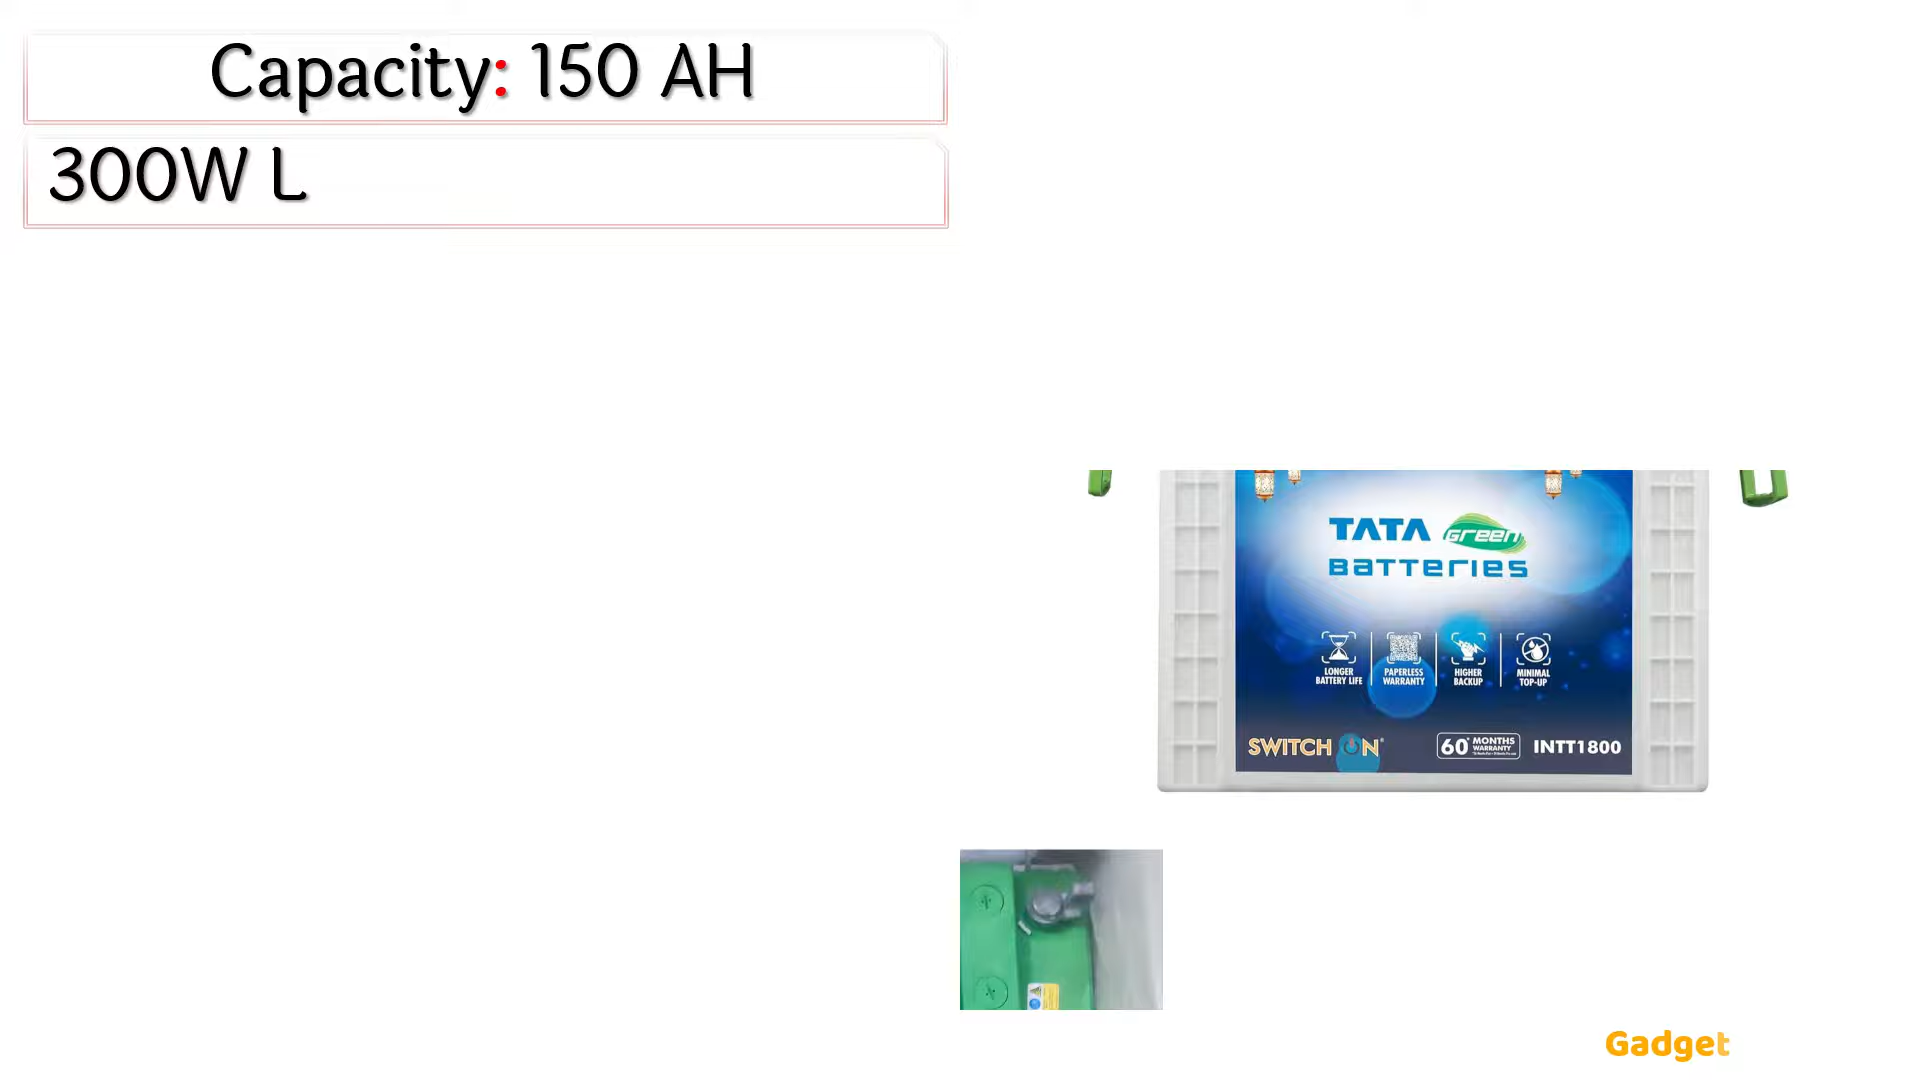 Capacity: 150 AH
300W L
TATA Green
BATTERIES
LONGER BATTERY LIFE
PAPERLESS WARRANTY
HIGHER BACKUP
MINIMAL TOP-UP
SWITCH ON
60* MONTHS WARRANTY
INTT1800
Gadget